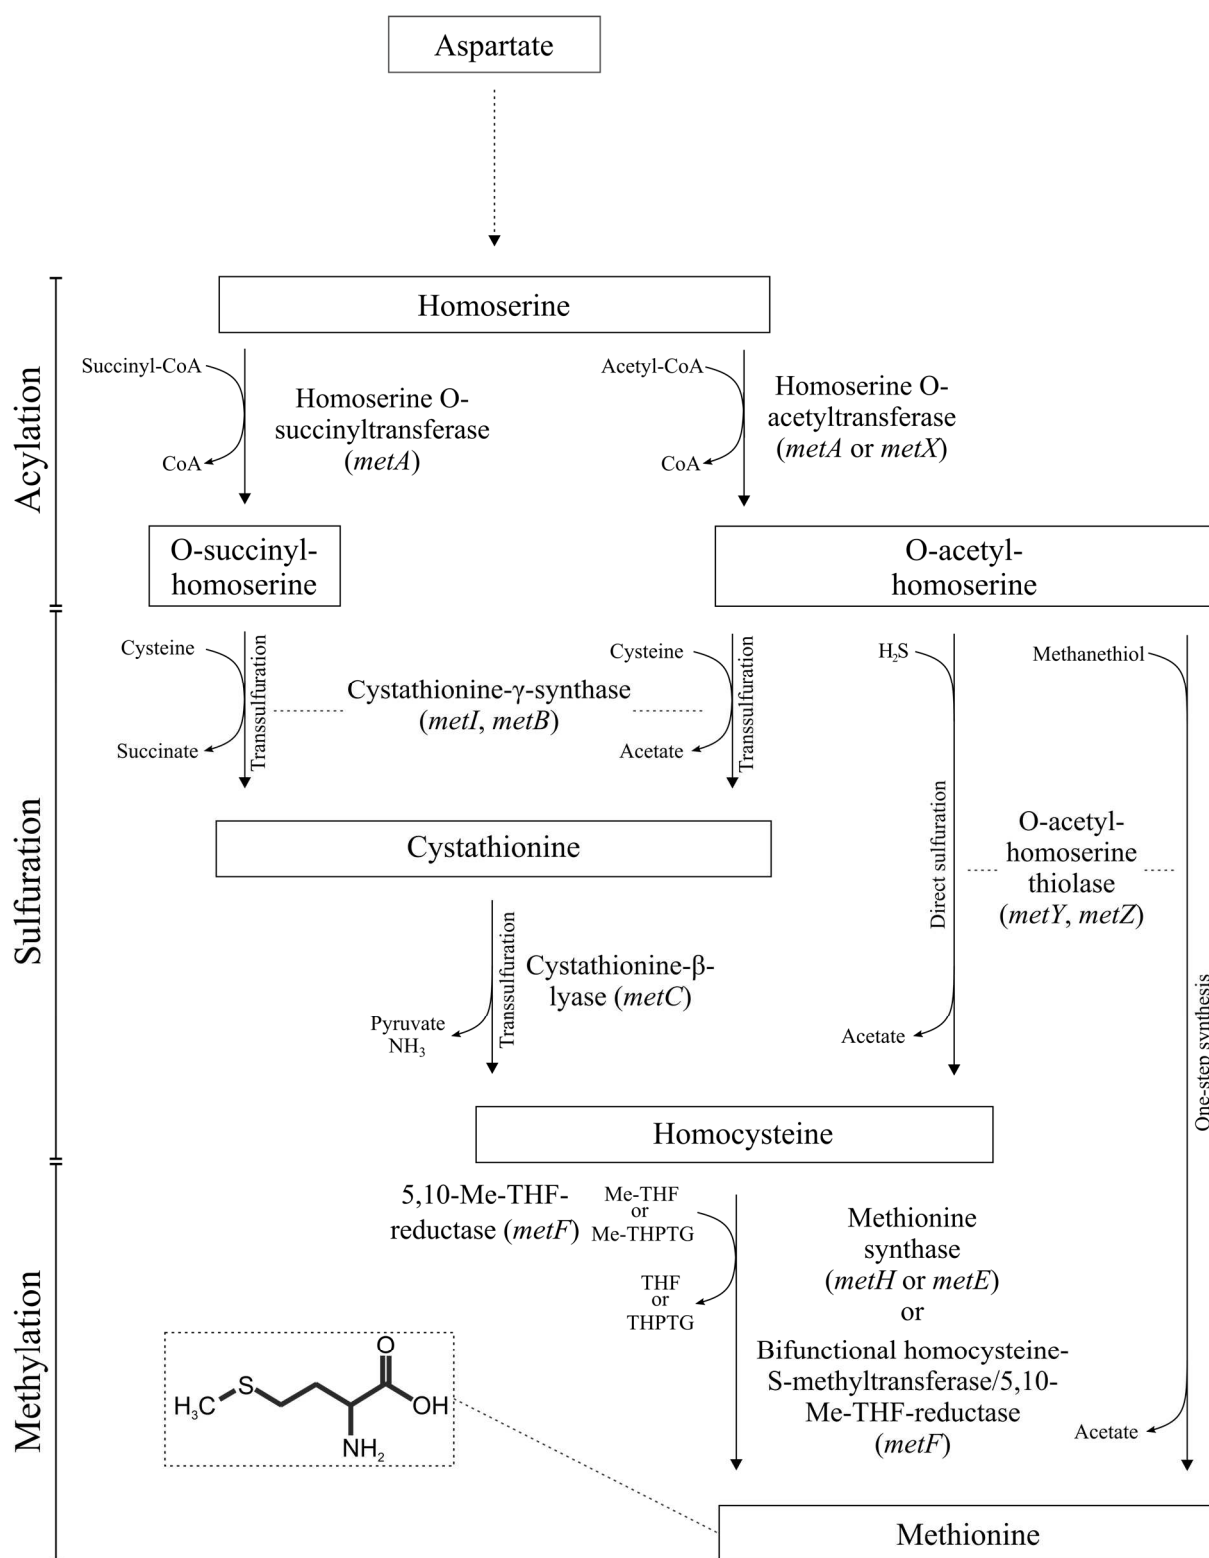 Aspartate
Acylation
Homoserine
Succinyl-CoA
CoA
Homoserine O-
succinyltransferase
(metA)
Acetyl-CoA
CoA
Homoserine O-
acetyltransferase
(metA or metX)
O-succinyl-
homoserine
O-acetyl-
homoserine
Sulfuration
Cysteine
Succinate
Transsulfuration
Cystathionine-γ-synthase
(metI, metB)
Cysteine
Acetate
Transsulfuration
H₂S
Direct sulfuration
Acetate
Methanethiol
O-acetyl-
homoserine
thiolase
(metY, metZ)
One-step synthesis
Acetate
Cystathionine
Pyruvate
NH₃
Transsulfuration
Cystathionine-β-
lyase (metC)
Homocysteine
Methylation
5,10-Me-THF-
reductase (metF)
Me-THF
or
Me-THPTG
THF
or
THPTG
Methionine
synthase
(metH or metE)
or
Bifunctional homocysteine-
S-methyltransferase/5,10-
Me-THF-reductase
(metF)
O
H₃C
S
OH
NH₂
Methionine